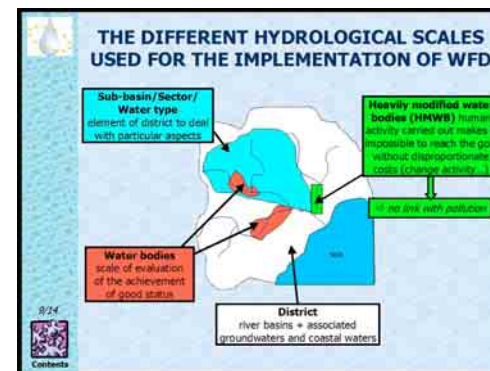 THE DIFFERENT HYDROLOGICAL SCALES
USED FOR THE IMPLEMENTATION OF WFD
Sub-basin/Sector/
Water type
element of district to deal
with particular aspects
Heavily modified water
bodies (HMWB) human
activity carried out makes
impossible to reach the
without disproportionate
costs (change activity...)
no link with pollution
Water bodies
scale of evaluation
of the achievement
of good status
District
river basins + associated
groundwaters and coastal waters
9/14
Contents